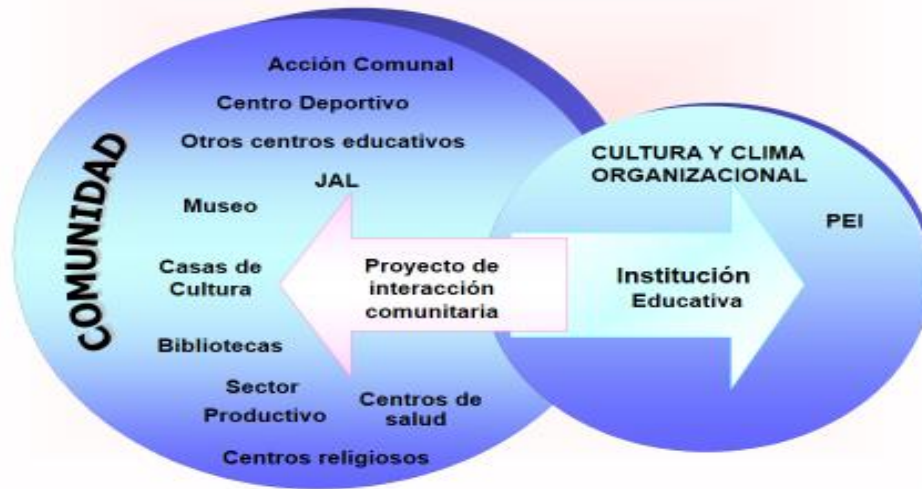 Acción Comunal
Centro Deportivo
Otros centros educativos
JAL
Museo
COMUNIDAD
Casas de
Cultura
Bibliotecas
Sector
Productivo
Centros de
salud
Centros religiosos
Proyecto de
interacción
comunitaria
CULTURA Y CLIMA
ORGANIZACIONAL
PEI
Institución
Educativa